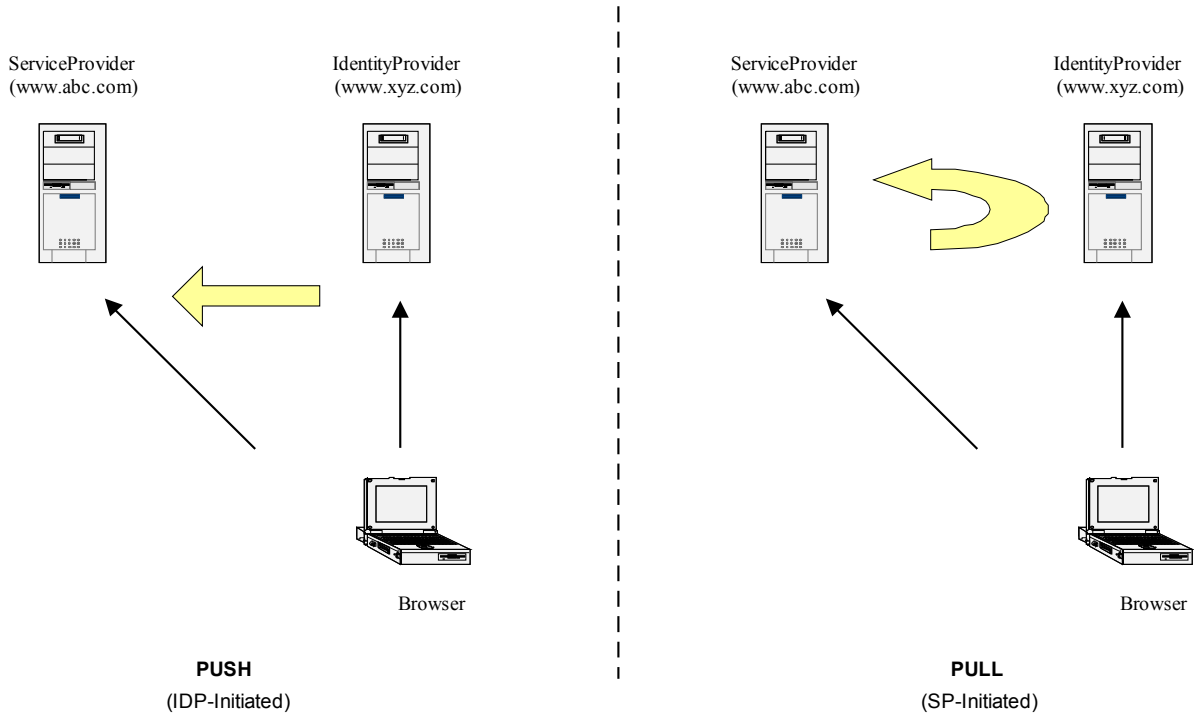 ServiceProvider
(www.abc.com)
IdentityProvider
(www.xyz.com)
Browser
PUSH
(IDP-Initiated)
ServiceProvider
(www.abc.com)
IdentityProvider
(www.xyz.com)
Browser
PULL
(SP-Initiated)